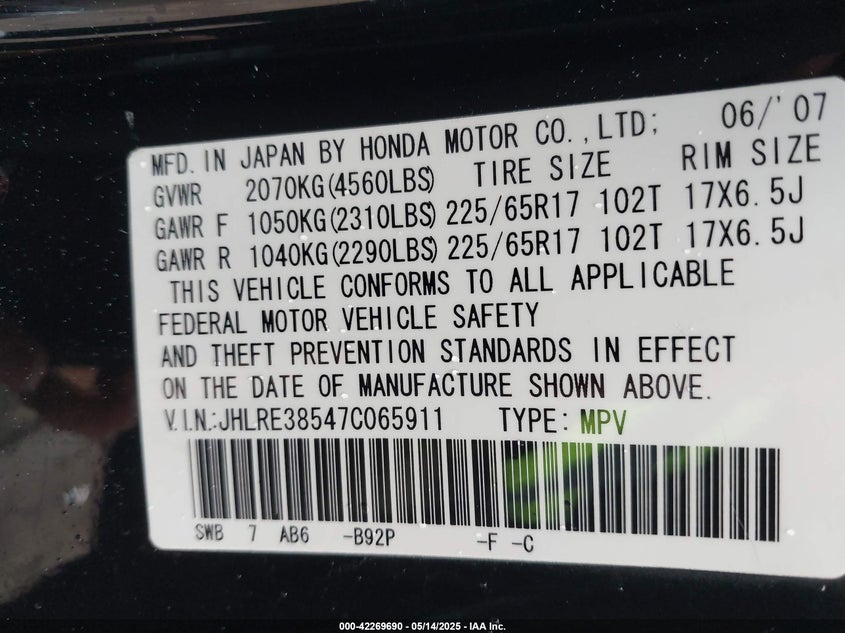 MFD. IN JAPAN BY HONDA MOTOR CO., LTD; 06/'07
GVWR 2070KG(4560LBS) TIRE SIZE RIM SIZE
GAWR F 1050KG(2310LBS) 225/65R17 102T 17X6.5J
GAWR R 1040KG(2290LBS) 225/65R17 102T 17X6.5J
THIS VEHICLE CONFORMS TO ALL APPLICABLE
FEDERAL MOTOR VEHICLE SAFETY
AND THEFT PREVENTION STANDARDS IN EFFECT
ON THE DATE OF MANUFACTURE SHOWN ABOVE.
V.I.N.:JHLRE38547C065911 TYPE: MPV
SWB 7 AB6 -B92P -F -C
000-42269690 - 05/14/2025 - IAA Inc.